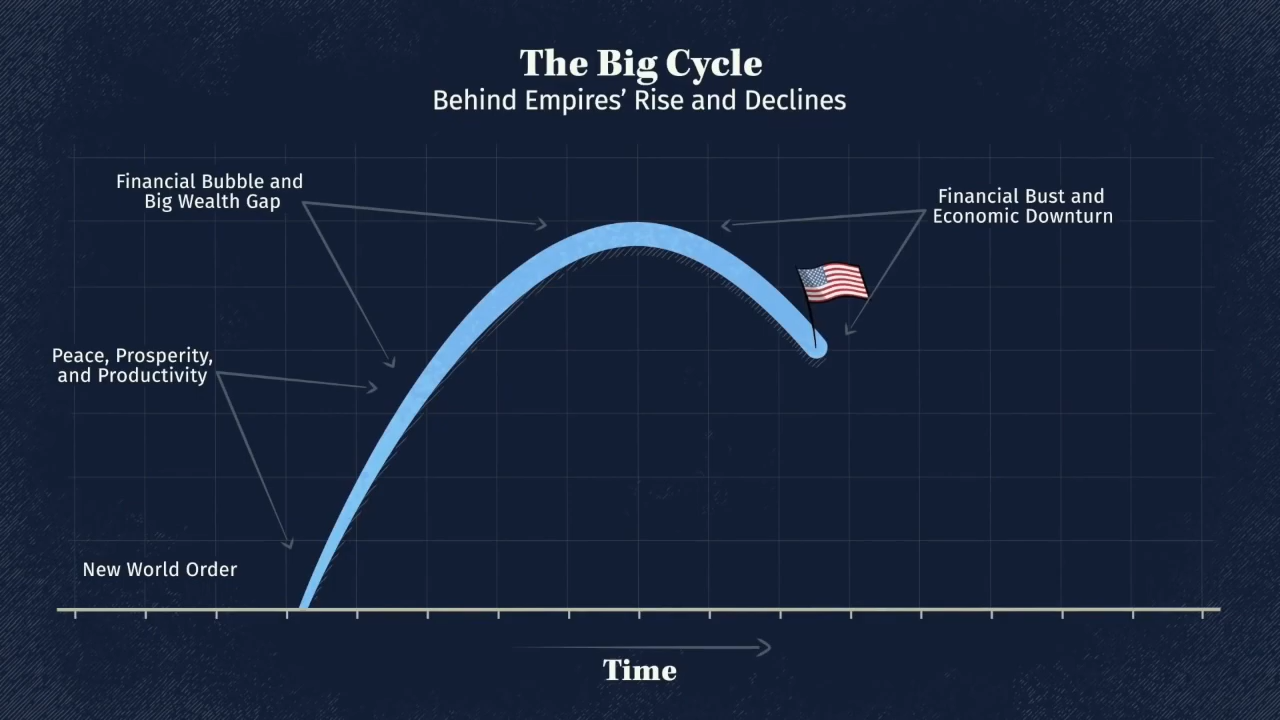 The Big Cycle
Behind Empires’ Rise and Declines
Financial Bubble and
Big Wealth Gap
Financial Bust and
Economic Downturn
Peace, Prosperity,
and Productivity
New World Order
Time